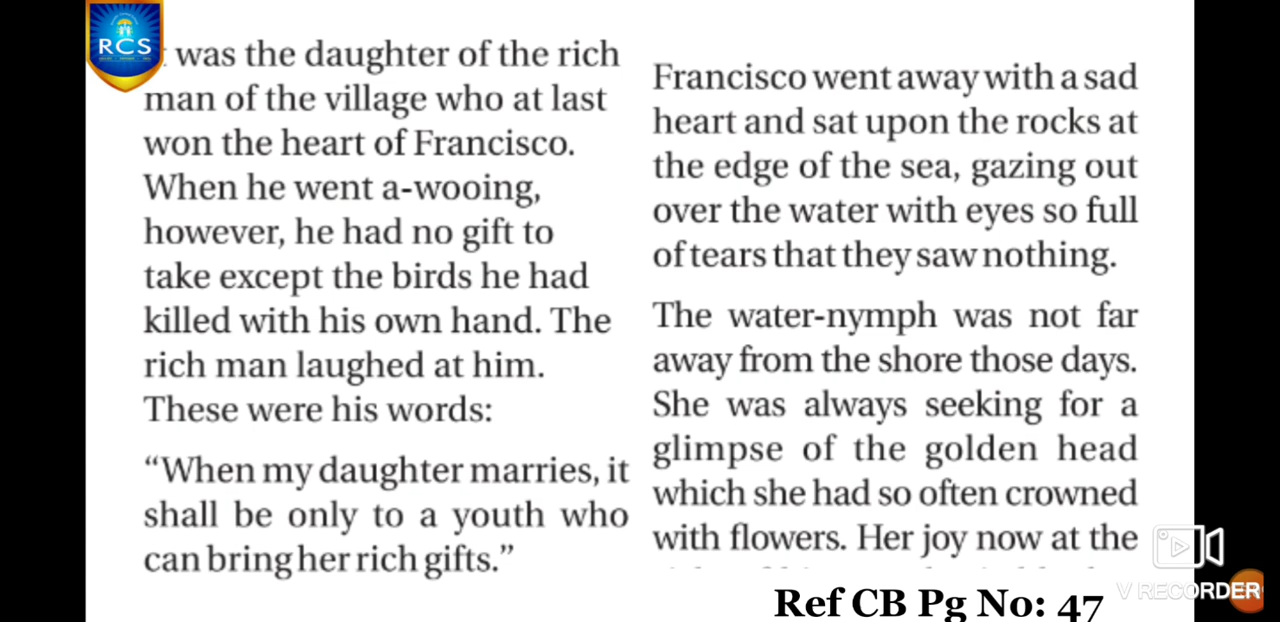 RCS
was the daughter of the rich
man of the village who at last
won the heart of Francisco.
When he went a-wooing,
however, he had no gift to
take except the birds he had
killed with his own hand. The
rich man laughed at him.
These were his words:
“When my daughter marries, it
shall be only to a youth who
can bring her rich gifts.”
Francisco went away with a sad
heart and sat upon the rocks at
the edge of the sea, gazing out
over the water with eyes so full
of tears that they saw nothing.
The water-nymph was not far
away from the shore those days.
She was always seeking for a
glimpse of the golden head
which she had so often crowned
with flowers. Her joy now at the
Ref CB Pg No: 47
V RECORDER